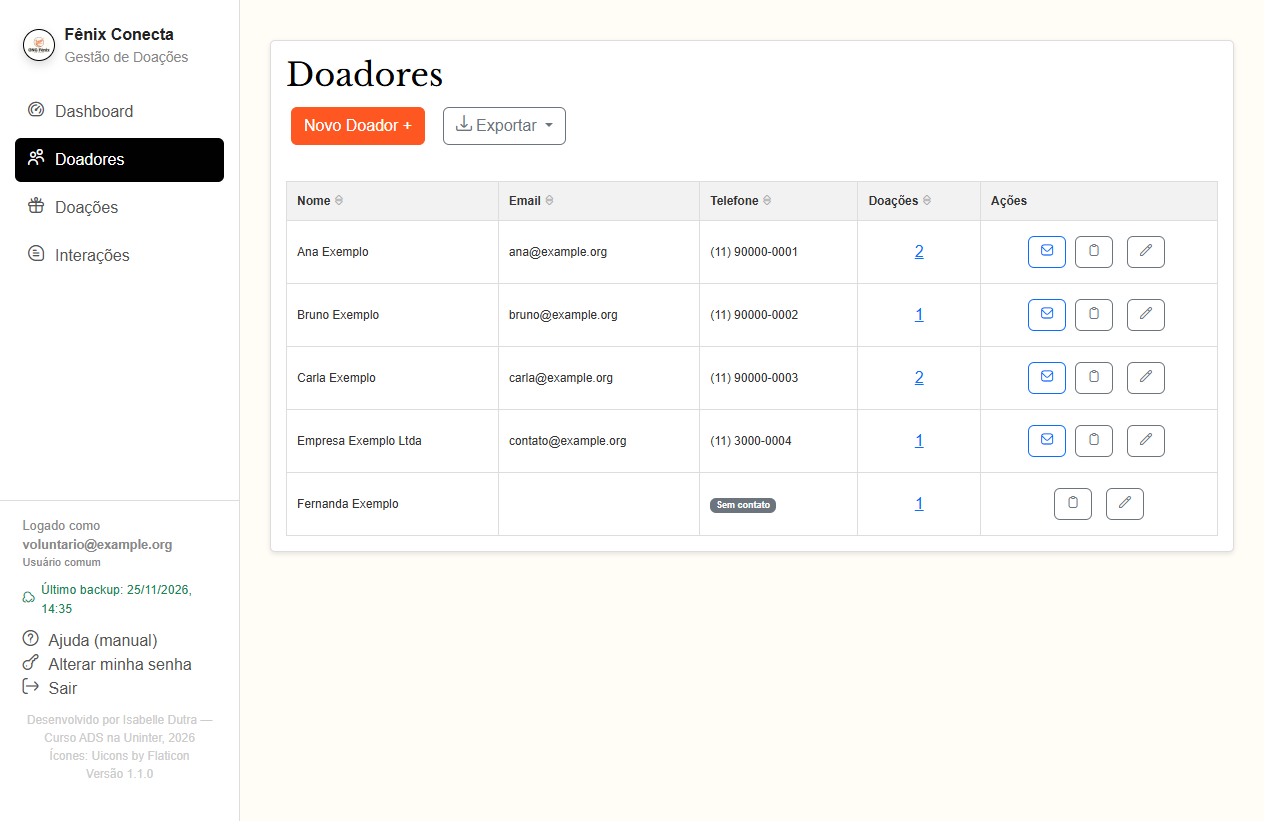 Fênix Conecta
Gestão de Doações
Dashboard
Doadores
Doações
Interações
Logado como
voluntario@example.org
Usuário comum
Último backup: 25/11/2026,
14:35
Ajuda (manual)
Alterar minha senha
Sair
Desenvolvido por Isabelle Dutra —
Curso ADS na Uninter, 2026
Ícones: Uicons by Flaticon
Versão 1.1.0
Doadores
Novo Doador +
Exportar
Nome Email Telefone Doações Ações
Ana Exemplo ana@example.org (11) 90000-0001 2
Bruno Exemplo bruno@example.org (11) 90000-0002 1
Carla Exemplo carla@example.org (11) 90000-0003 2
Empresa Exemplo Ltda contato@example.org (11) 3000-0004 1
Fernanda Exemplo Sem contato 1